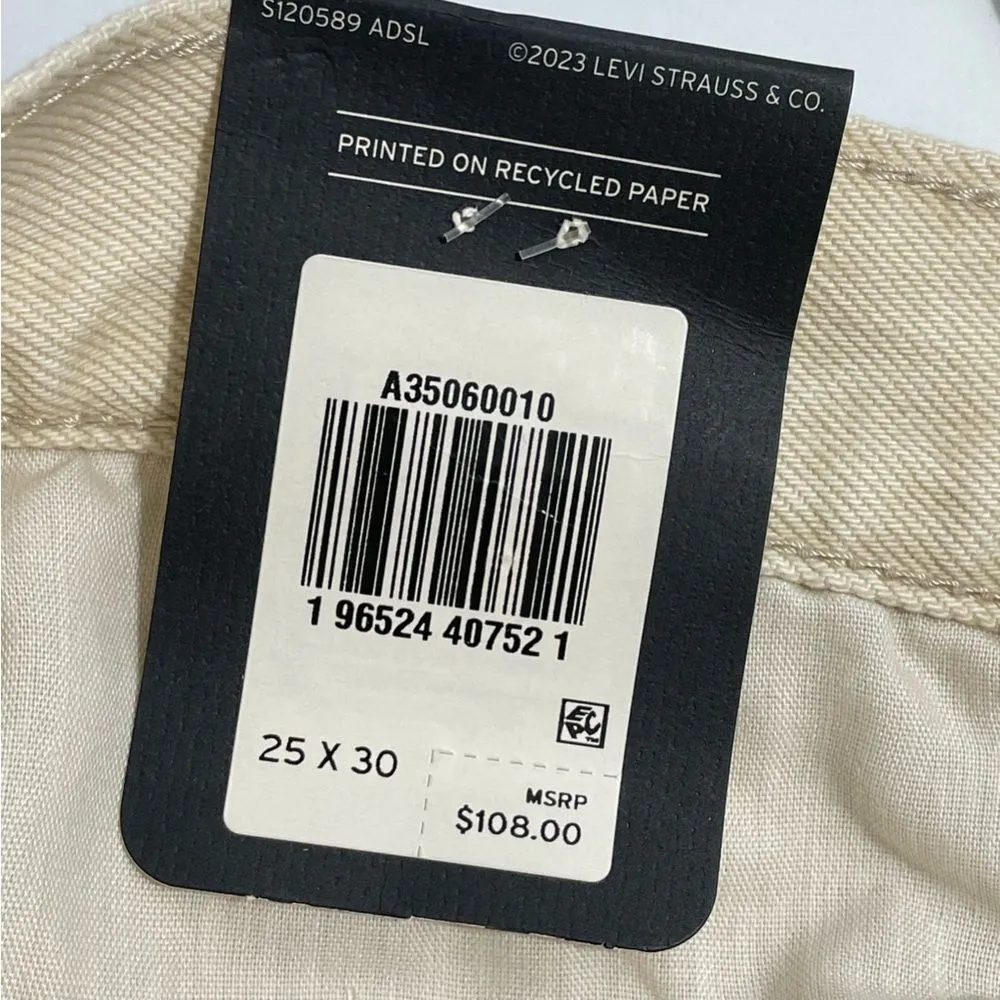 S120589 ADSL
©2023 LEVI STRAUSS & CO.
PRINTED ON RECYCLED PAPER
A35060010
1 96524 40752 1
EPC™
25 X 30
MSRP
$108.00